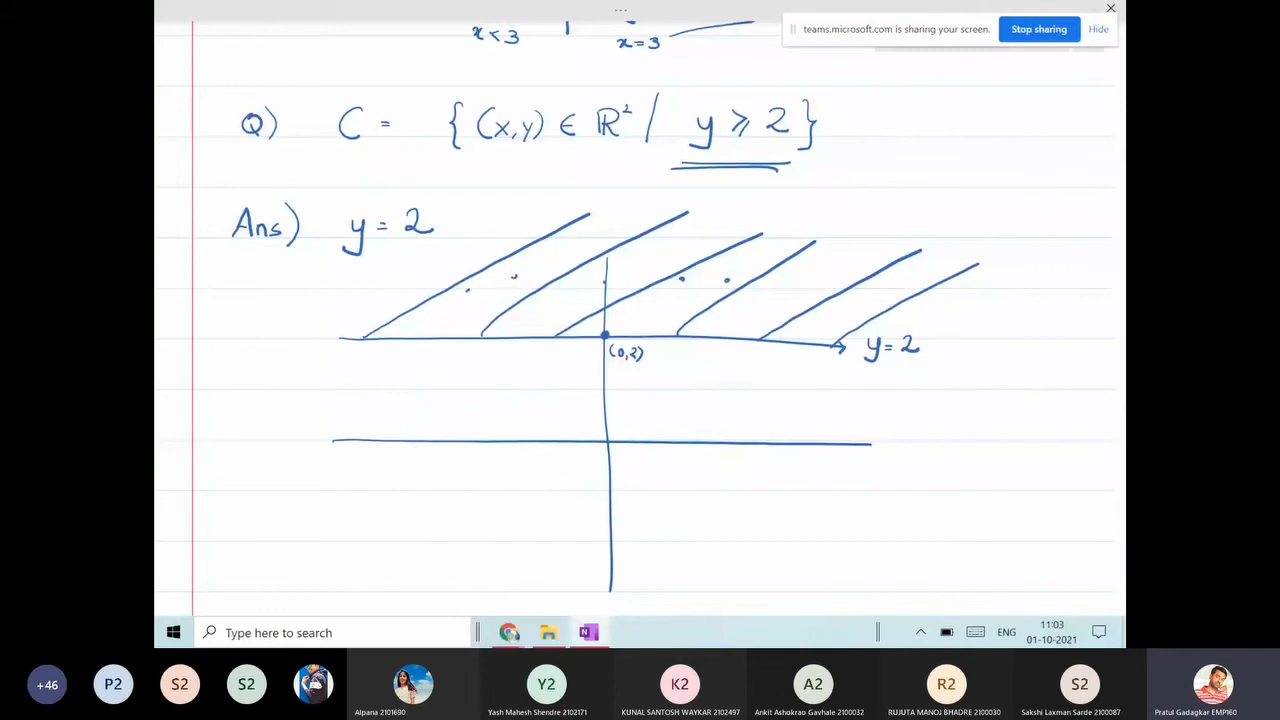 x < 3
x = 3
teams.microsoft.com is sharing your screen.
Stop sharing
Hide
Q) C = { (x,y) ∈ ℝ² / y ⩾ 2 }
Ans) y = 2
(0,2)
y = 2
Type here to search
ENG
11:03
01-10-2021
+46
P2
S2
S2
Alpana 2101690
Y2
Yash Mahesh Shendre 2102171
K2
KUNAL SANTOSH WAYKAR 2102497
A2
Ankit Ashokrao Gavhale 2100032
R2
RUJUTA MANOJ BHADRE 2100030
S2
Sakshi Laxman Sarde 2100087
Pratul Gadagkar EMP160